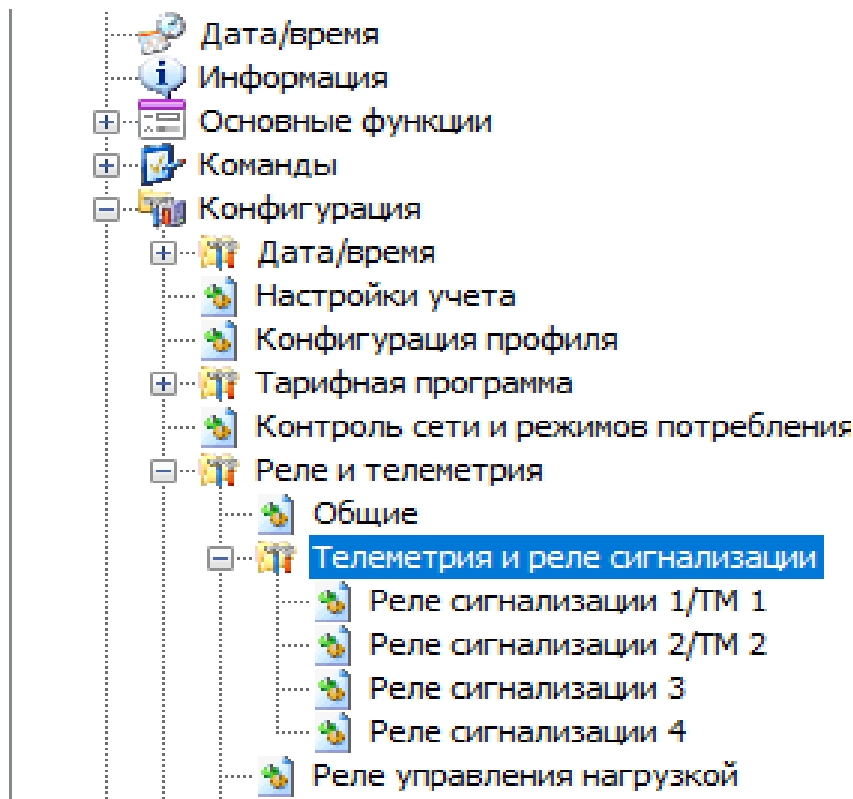 Дата/время
Информация
Основные функции
Команды
Конфигурация
Дата/время
Настройки учета
Конфигурация профиля
Тарифная программа
Контроль сети и режимов потребления
Реле и телеметрия
Общие
Телеметрия и реле сигнализации
Реле сигнализации 1/ТМ 1
Реле сигнализации 2/ТМ 2
Реле сигнализации 3
Реле сигнализации 4
Реле управления нагрузкой